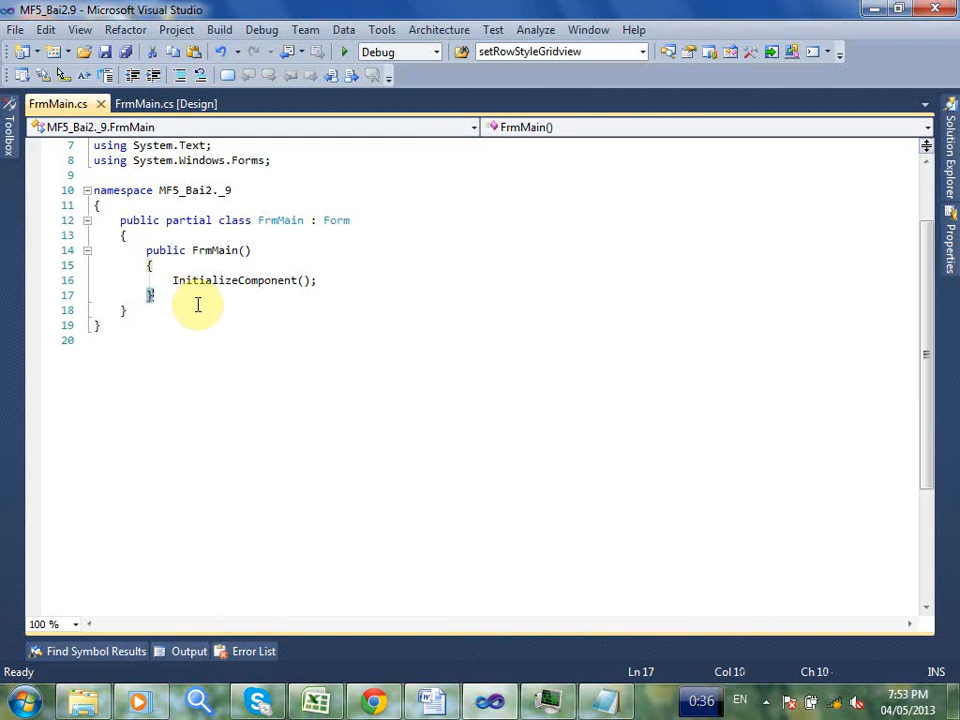 MF5_Bai2.9 - Microsoft Visual Studio
File Edit View Refactor Project Build Debug Team Data Tools Architecture Test Analyze Window Help
Debug setRowStyleGridview
FrmMain.cs FrmMain.cs [Design]
MF5_Bai2._9.FrmMain FrmMain()
Toolbox
7 using System.Text;
8 using System.Windows.Forms;
9
10 namespace MF5_Bai2._9
11 {
12 public partial class FrmMain : Form
13 {
14 public FrmMain()
15 {
16 InitializeComponent();
17 }
18 }
19 }
20
Solution Explorer
Properties
100 %
Find Symbol Results Output Error List
Ready Ln 17 Col 10 Ch 10 INS
0:36 EN 7:53 PM
04/05/2013